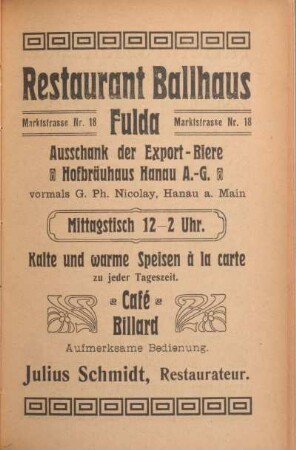 Restaurant Ballhaus
Marktstrasse Nr. 18 Fulda Marktstrasse Nr. 18
Ausschank der Export-Biere
Hofbräuhaus Hanau A.-G.
vormals G. Ph. Nicolay, Hanau a. Main
Mittagstisch 12–2 Uhr.
Kalte und warme Speisen à la carte
zu jeder Tageszeit.
Café
Billard
Aufmerksame Bedienung.
Julius Schmidt, Restaurateur.